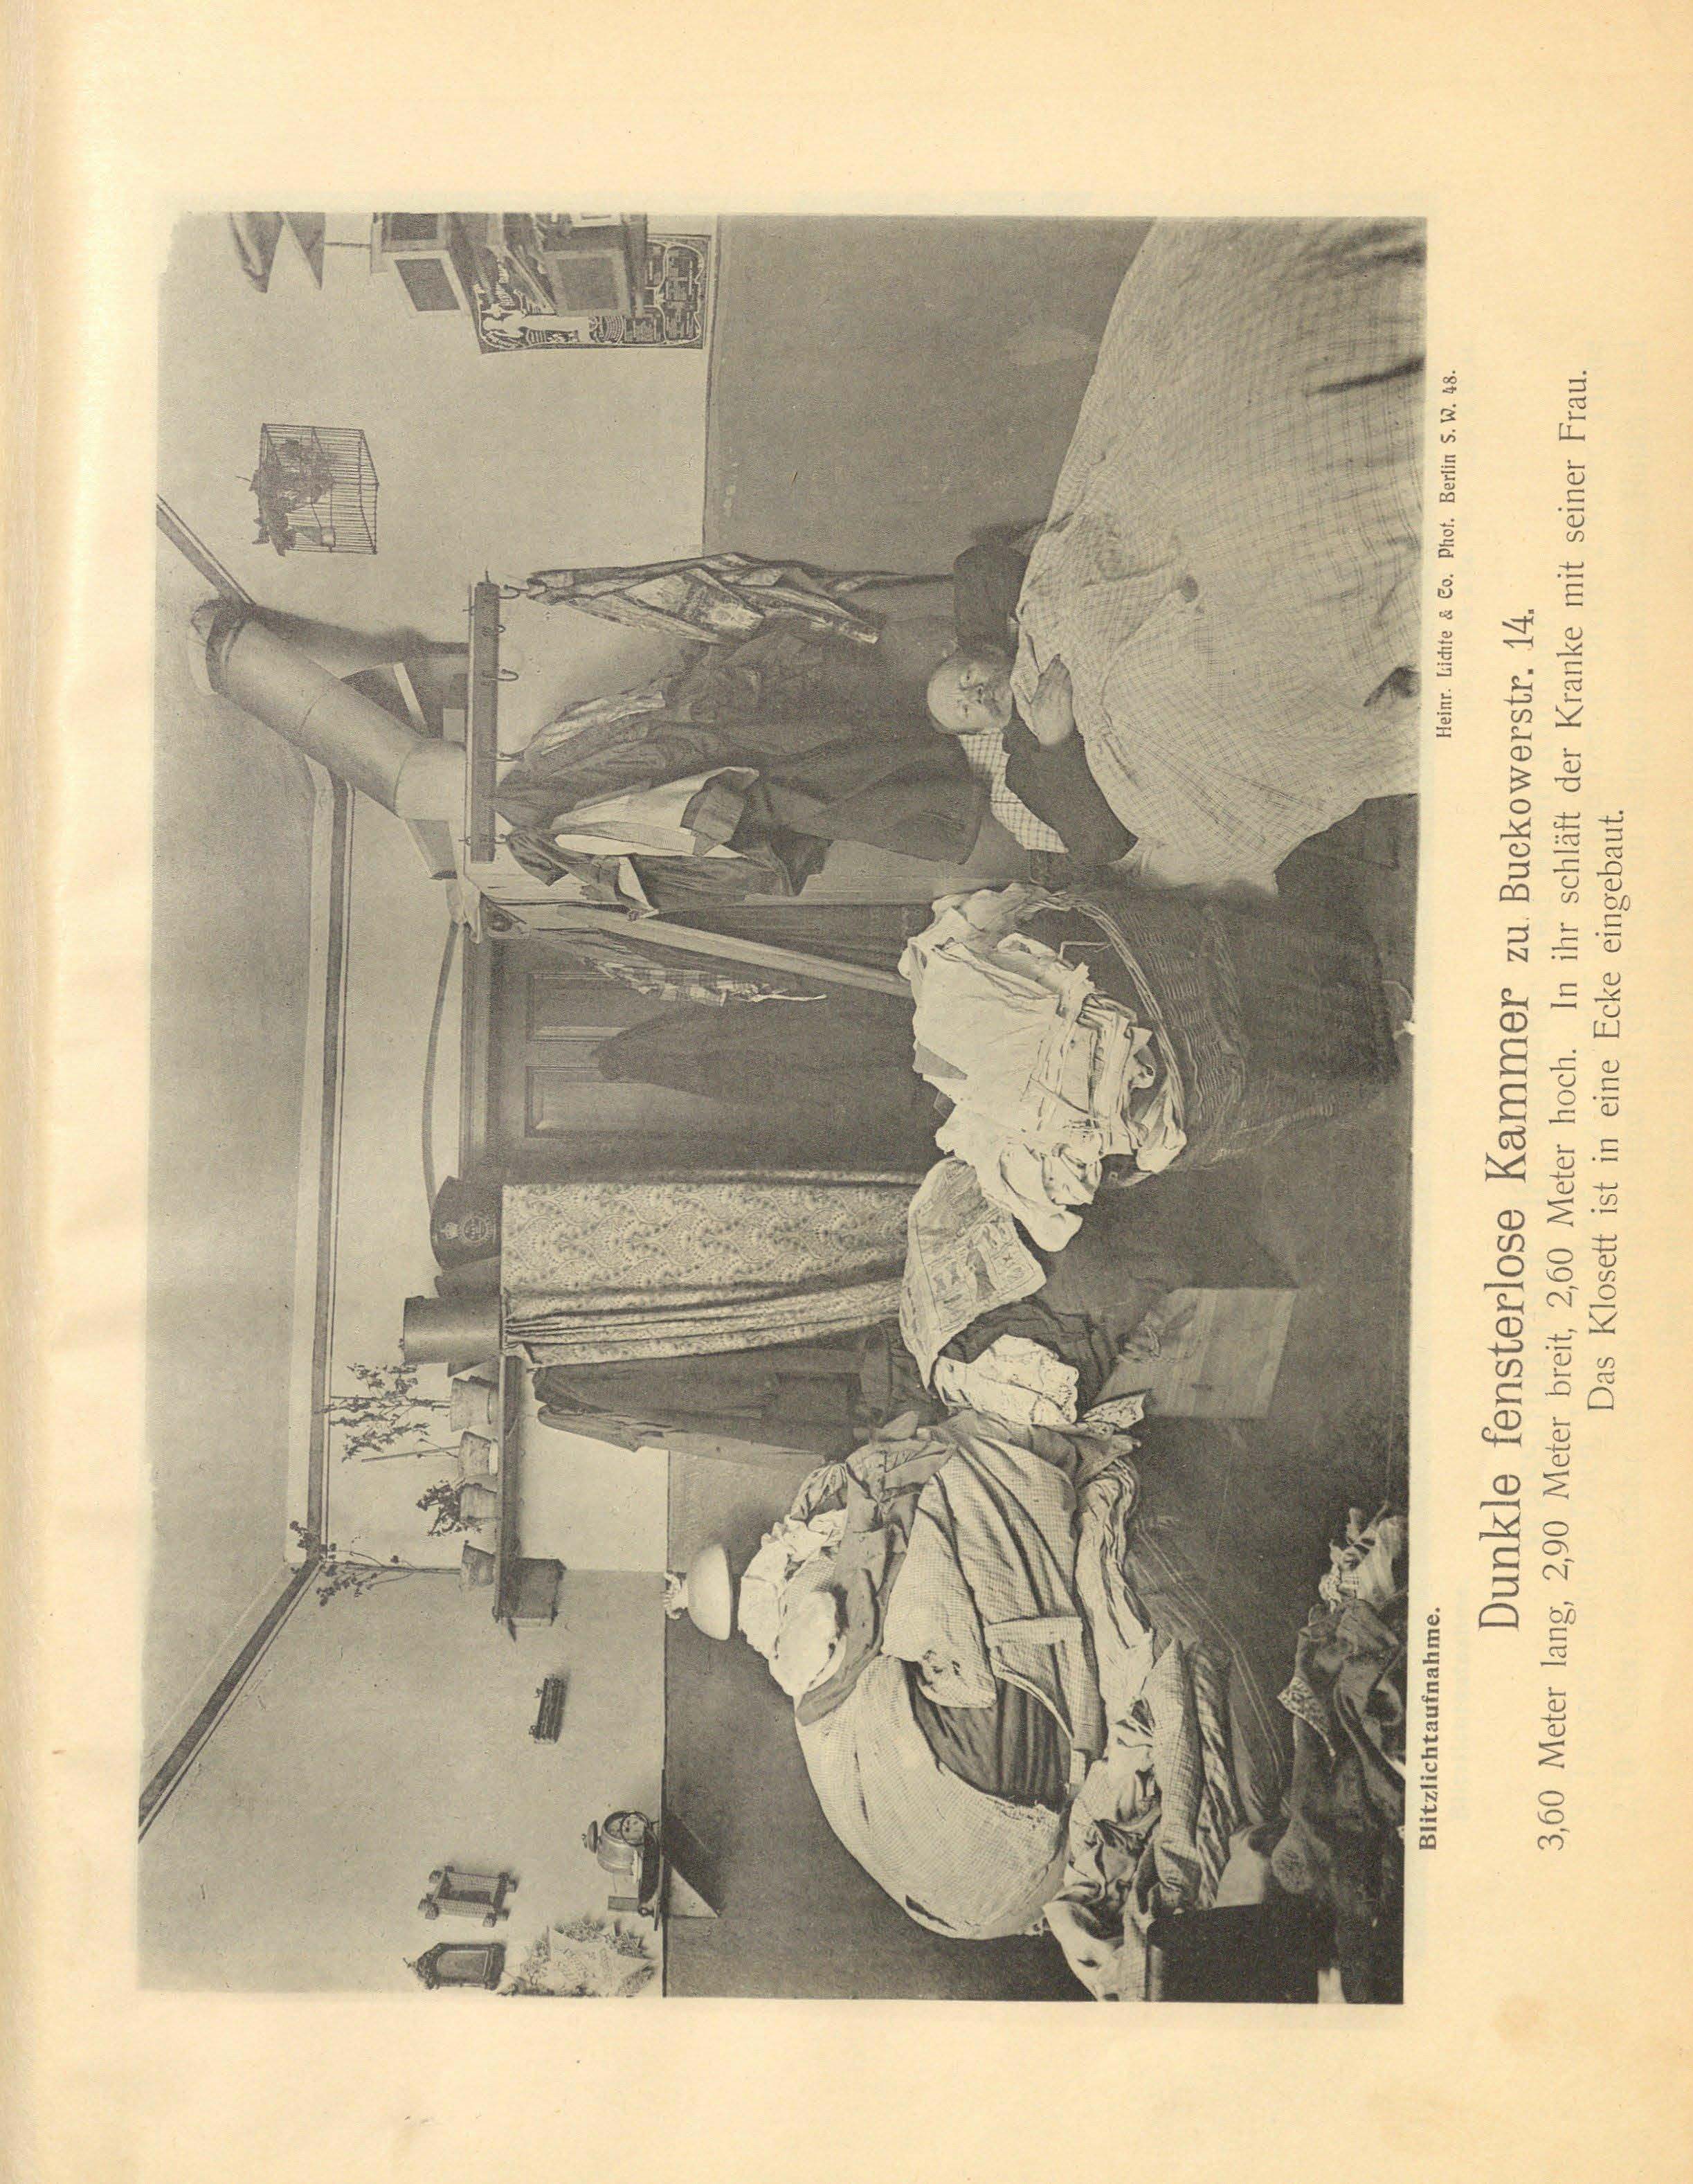 Blitzlichtaufnahme.
Heinr. Lichte & Co. Phot. Berlin S. W. 48.
Dunkle fensterlose Kammer zu Buckowerstr. 14.
3,60 Meter lang, 2,90 Meter breit, 2,60 Meter hoch. In ihr schläft der Kranke mit seiner Frau.
Das Klosett ist in eine Ecke eingebaut.